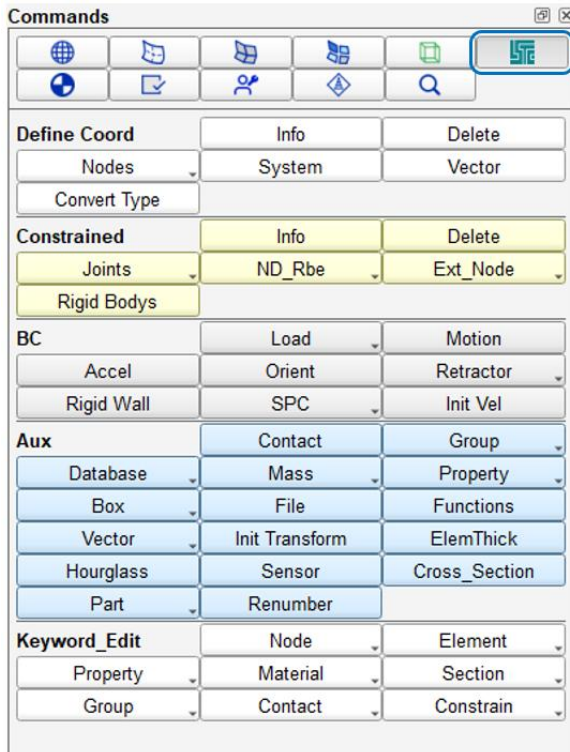 Commands
LSTC
Define Coord Info Delete
Nodes System Vector
Convert Type
Constrained Info Delete
Joints ND_Rbe Ext_Node
Rigid Bodys
BC Load Motion
Accel Orient Retractor
Rigid Wall SPC Init Vel
Aux Contact Group
Database Mass Property
Box File Functions
Vector Init Transform ElemThick
Hourglass Sensor Cross_Section
Part Renumber
Keyword_Edit Node Element
Property Material Section
Group Contact Constrain